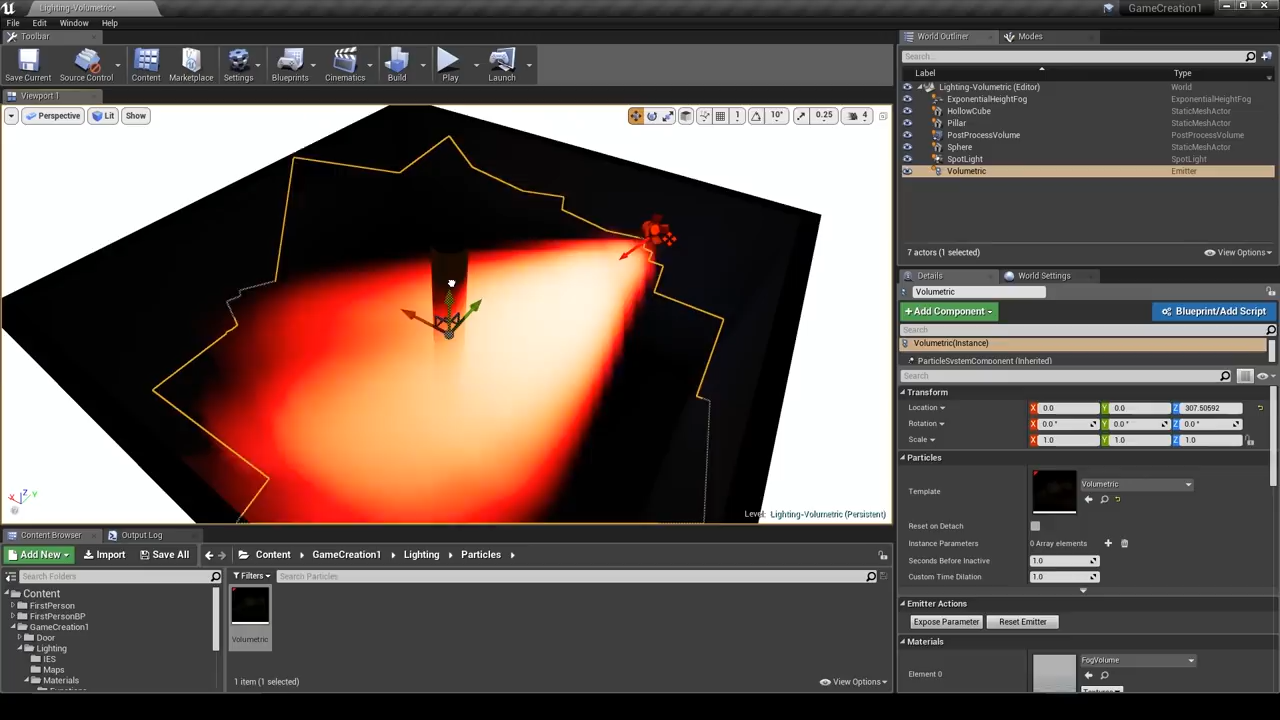 Lighting-Volumetric*
GameCreation1
File Edit Window Help
Toolbar
Save Current Source Control Content Marketplace Settings Blueprints Cinematics Build Play Launch
Viewport 1
Perspective Lit Show
1 10° 0.25 4
Level: Lighting-Volumetric (Persistent)
World Outliner Modes
Search...
Label Type
Lighting-Volumetric (Editor) World
ExponentialHeightFog ExponentialHeightFog
HollowCube StaticMeshActor
Pillar StaticMeshActor
PostProcessVolume PostProcessVolume
Sphere StaticMeshActor
SpotLight SpotLight
Volumetric Emitter
7 actors (1 selected) View Options
Details World Settings
Volumetric
Add Component Blueprint/Add Script
Search
Volumetric(Instance)
ParticleSystemComponent (Inherited)
Search
Transform
Location X 0.0 Y 0.0 Z 307.50592
Rotation X 0.0° Y 0.0° Z 0.0°
Scale X 1.0 Y 1.0 Z 1.0
Particles
Template Volumetric
Reset on Detach
Instance Parameters 0 Array elements
Seconds Before Inactive 1.0
Custom Time Dilation 1.0
Emitter Actions
Expose Parameter Reset Emitter
Materials
Element 0 FogVolume
Textures
Content Browser Output Log
Add New Import Save All Content GameCreation1 Lighting Particles
Search Folders
Filters Search Particles
Content
FirstPerson
FirstPersonBP
GameCreation1
Door
Lighting
IES
Maps
Materials
Functions
Volumetric
1 item (1 selected) View Options
X Z Y